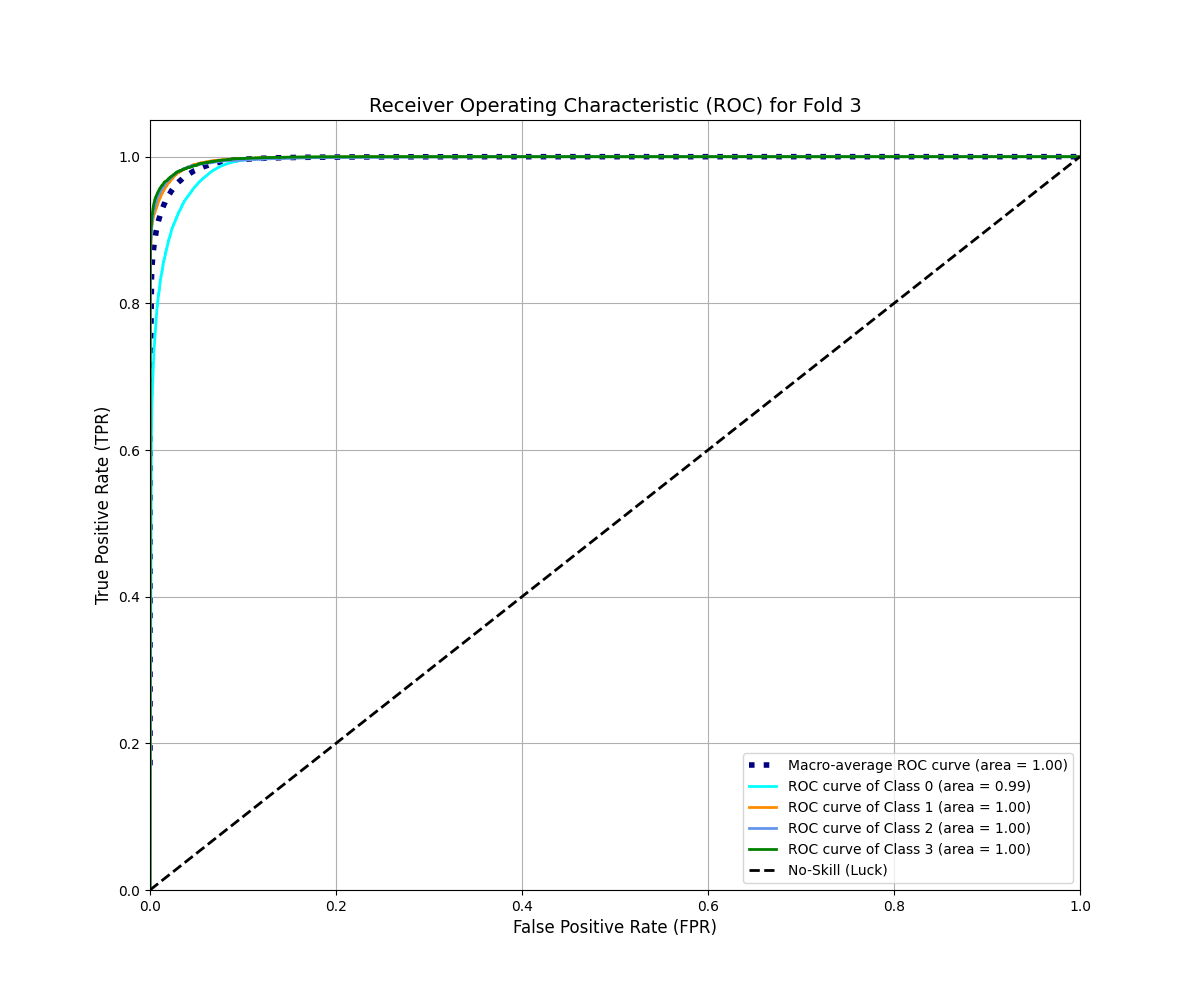 Receiver Operating Characteristic (ROC) for Fold 3
True Positive Rate (TPR)
1.0
0.8
0.6
0.4
0.2
0.0
Macro-average ROC curve (area = 1.00)
ROC curve of Class 0 (area = 0.99)
ROC curve of Class 1 (area = 1.00)
ROC curve of Class 2 (area = 1.00)
ROC curve of Class 3 (area = 1.00)
No-Skill (Luck)
0.0 0.2 0.4 0.6 0.8 1.0
False Positive Rate (FPR)